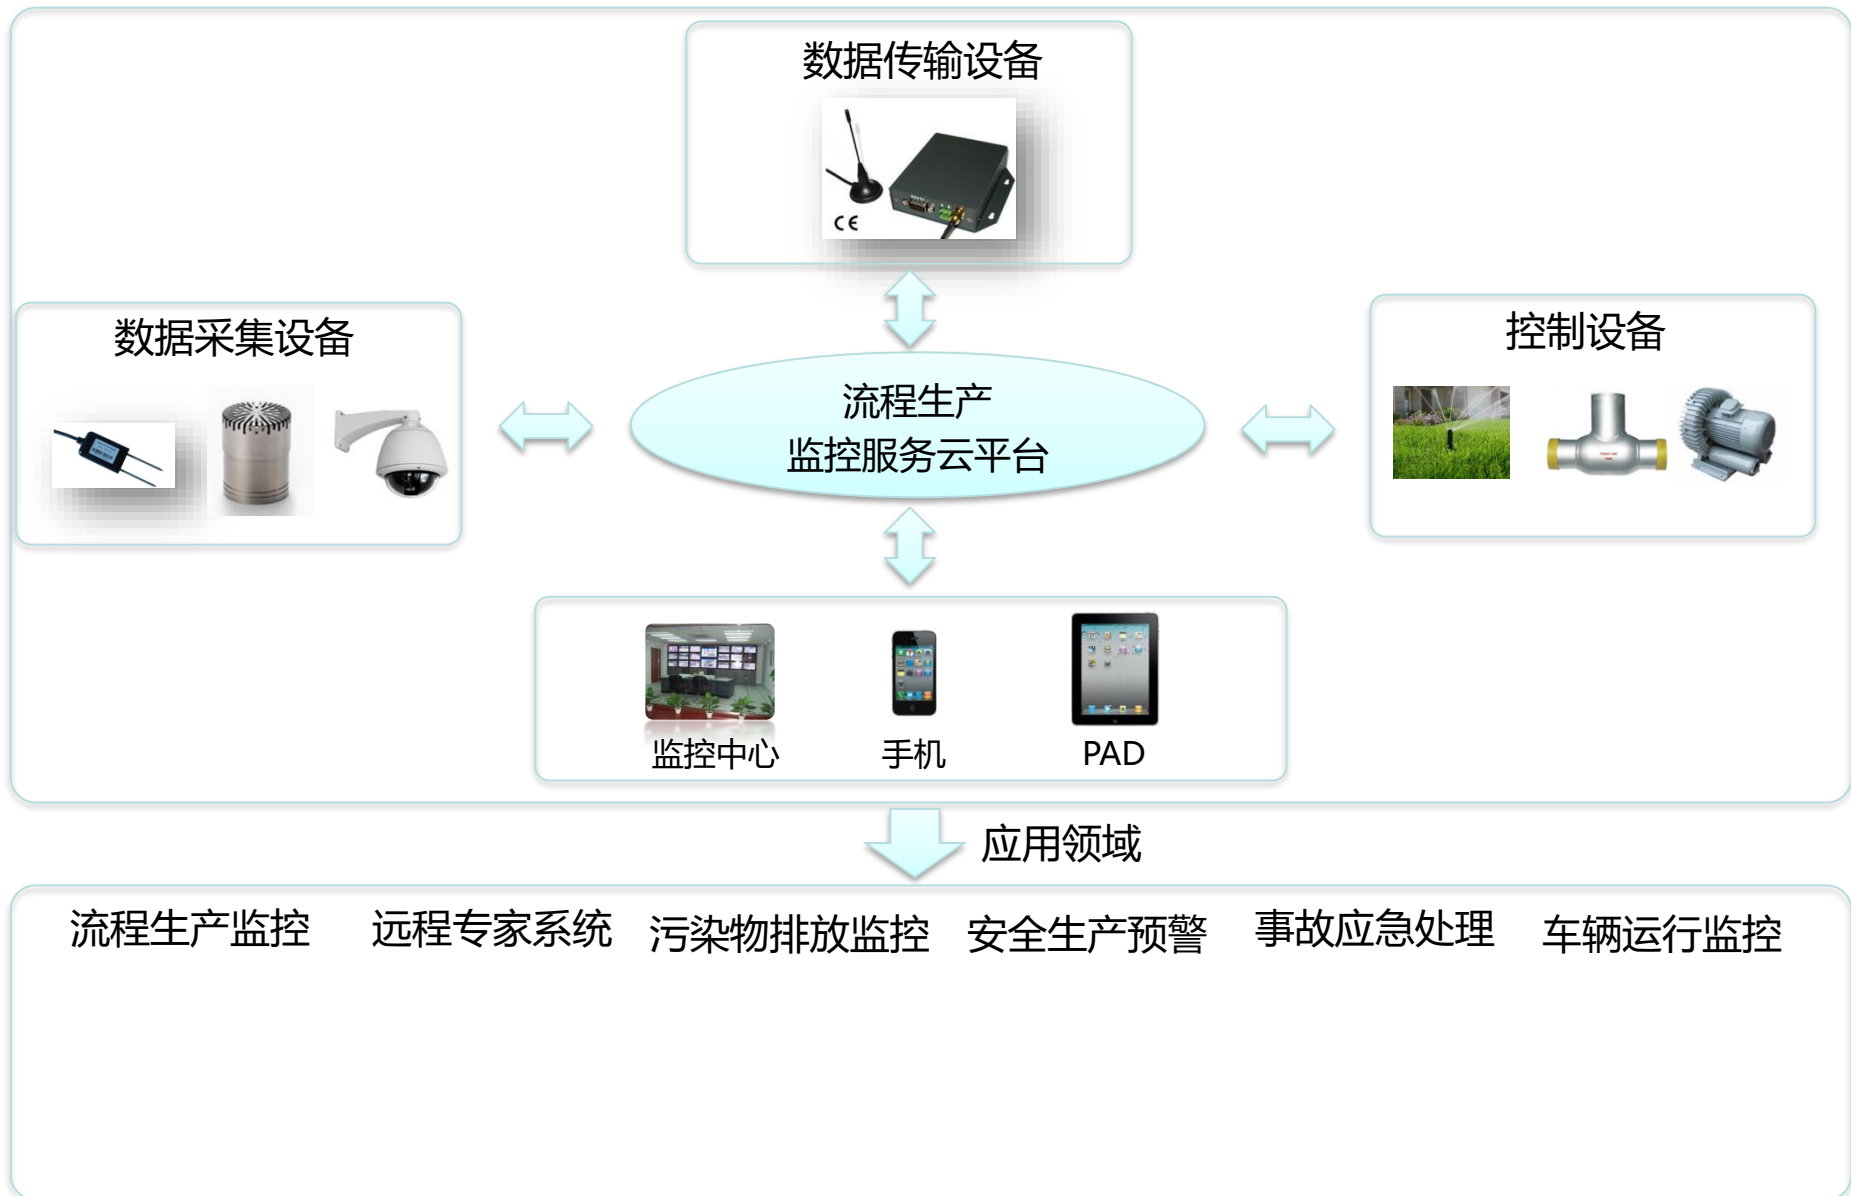 数据传输设备
CE
数据采集设备
控制设备
流程生产
监控服务云平台
监控中心
手机
PAD
应用领域
流程生产监控
远程专家系统
污染物排放监控
安全生产预警
事故应急处理
车辆运行监控